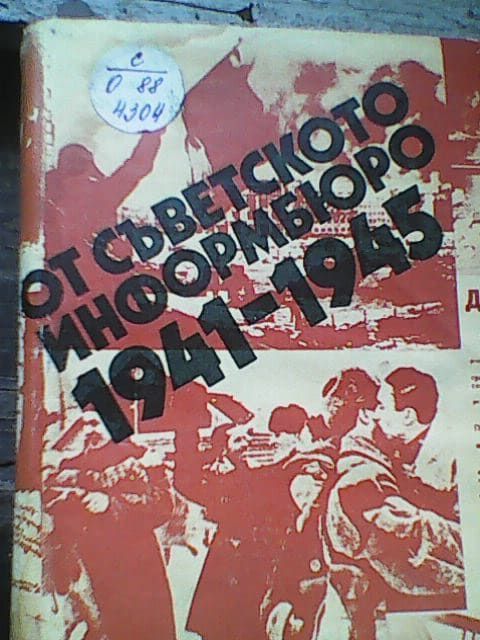 С
О 88
4304
ОТ СЪВЕТСКОТО
ИНФОРМБЮРО
1941-1945
Д